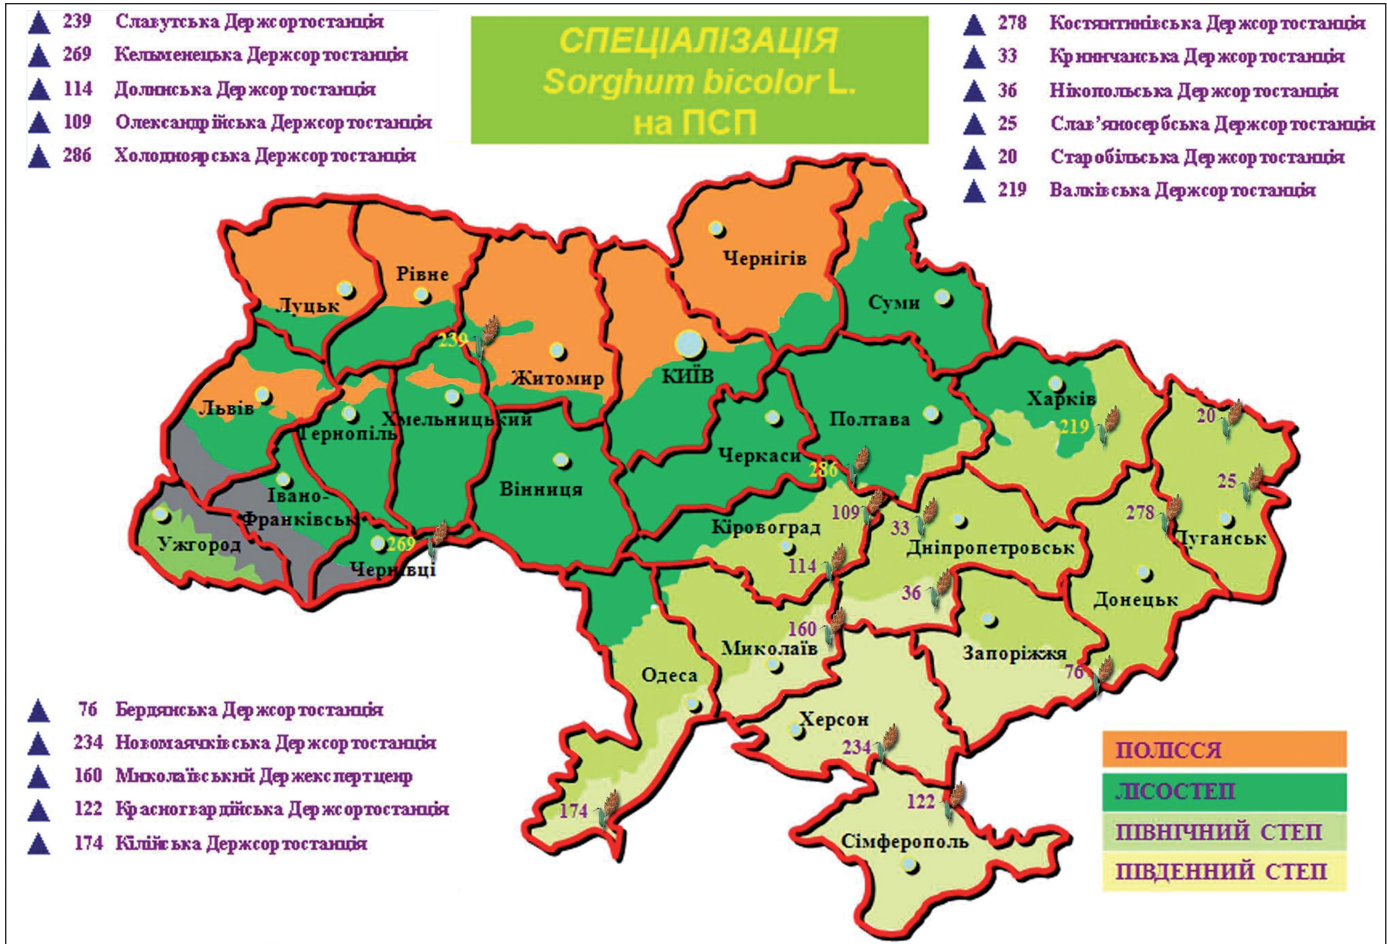 239 Славутська Держсортостанція
269 Кельменецька Держсортостанція
114 Долинська Держсортостанція
109 Олександрійська Держсортостанція
286 Холодноярська Держсортостанція
СПЕЦІАЛІЗАЦІЯ
Sorghum bicolor L.
на ПСП
278 Костянтинівська Держсортостанція
33 Криничанська Держсортостанція
36 Нікопольська Держсортостанція
25 Слав’яносербська Держсортостанція
20 Старобільська Держсортостанція
219 Валківська Держсортостанція
Чернігів
Рівне
Луцьк
Суми
239
Житомир
КИЇВ
Харків
Львів
Тернопіль
Хмельницький
Полтава
20
219
Черкаси
286
Вінниця
25
Івано-
Франківськ
Кіровоград
109
33
278
Ужгород
269
Чернівці
Дніпропетровськ
Луганськ
114
36
Донецьк
160
Миколаїв
Запоріжжя
76
Одеса
Херсон
234
174
122
Сімферополь
76 Бердянська Держсортостанція
234 Новомаячківська Держсортостанція
160 Миколаївський Держекспертценр
122 Красногвардійська Держсортостанція
174 Кілійська Держсортостанція
ПОЛІССЯ
ЛІСОСТЕП
ПІВНІЧНИЙ СТЕП
ПІВДЕННИЙ СТЕП